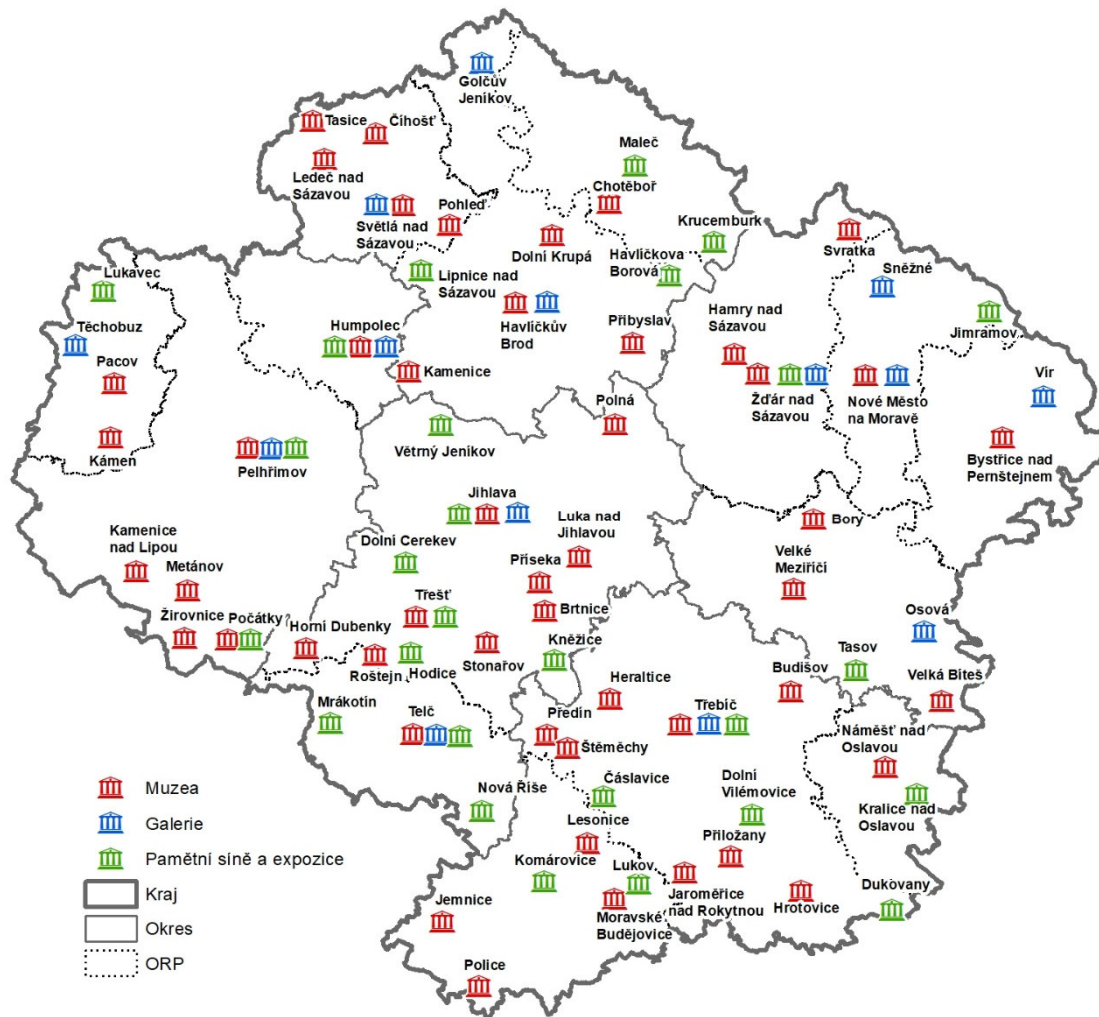 Golčův
Jeníkov
Tasice
Číhošť
Ledeč nad
Sázavou
Maleč
Chotěboř
Světlá nad
Sázavou
Pohleď
Dolní Krupá
Krucemburk
Havlíčkova
Borová
Svratka
Sněžné
Lukavec
Lipnice nad
Sázavou
Havlíčkův
Brod
Přibyslav
Hamry nad
Sázavou
Jimramov
Těchobuz
Pacov
Humpolec
Kamenice
Žďár nad
Sázavou
Nové Město
na Moravě
Vír
Kámen
Pelhřimov
Větrný Jeníkov
Polná
Bystřice nad
Pernštejnem
Jihlava
Luka nad
Jihlavou
Bory
Kamenice
nad Lipou
Metánov
Dolní Cerekev
Příseka
Velké
Meziříčí
Žirovnice
Počátky
Horní Dubenky
Třešť
Brtnice
Osová
Roštejn
Hodice
Stonařov
Kněžice
Tasov
Velká Biteš
Mrákotín
Telč
Heraltice
Budišov
Předín
Štěměchy
Třebíč
Náměšť nad
Oslavou
Nová Říše
Čáslavice
Dolní
Vilémovice
Kralice nad
Oslavou
Lesonice
Přiložany
Komárovice
Lukov
Jaroměřice
nad Rokytnou
Hrotovice
Dukovany
Jemnice
Moravské
Budějovice
Police
Muzea
Galerie
Pamětní síně a expozice
Kraj
Okres
ORP